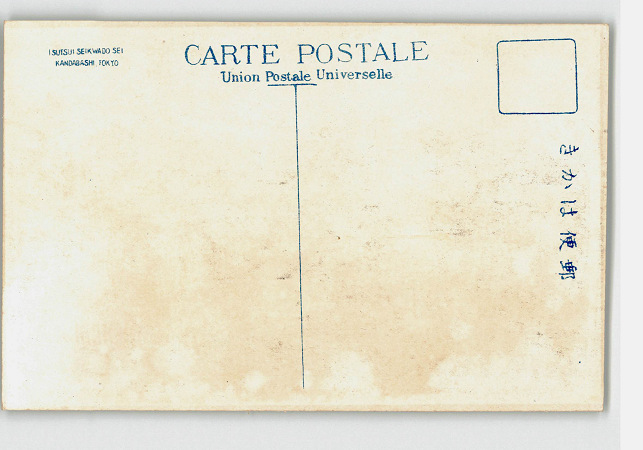 TSUTSUI SEIKWADO SEI
KANDABASHI TOKYO
CARTE POSTALE
Union Postale Universelle
きかは便郵